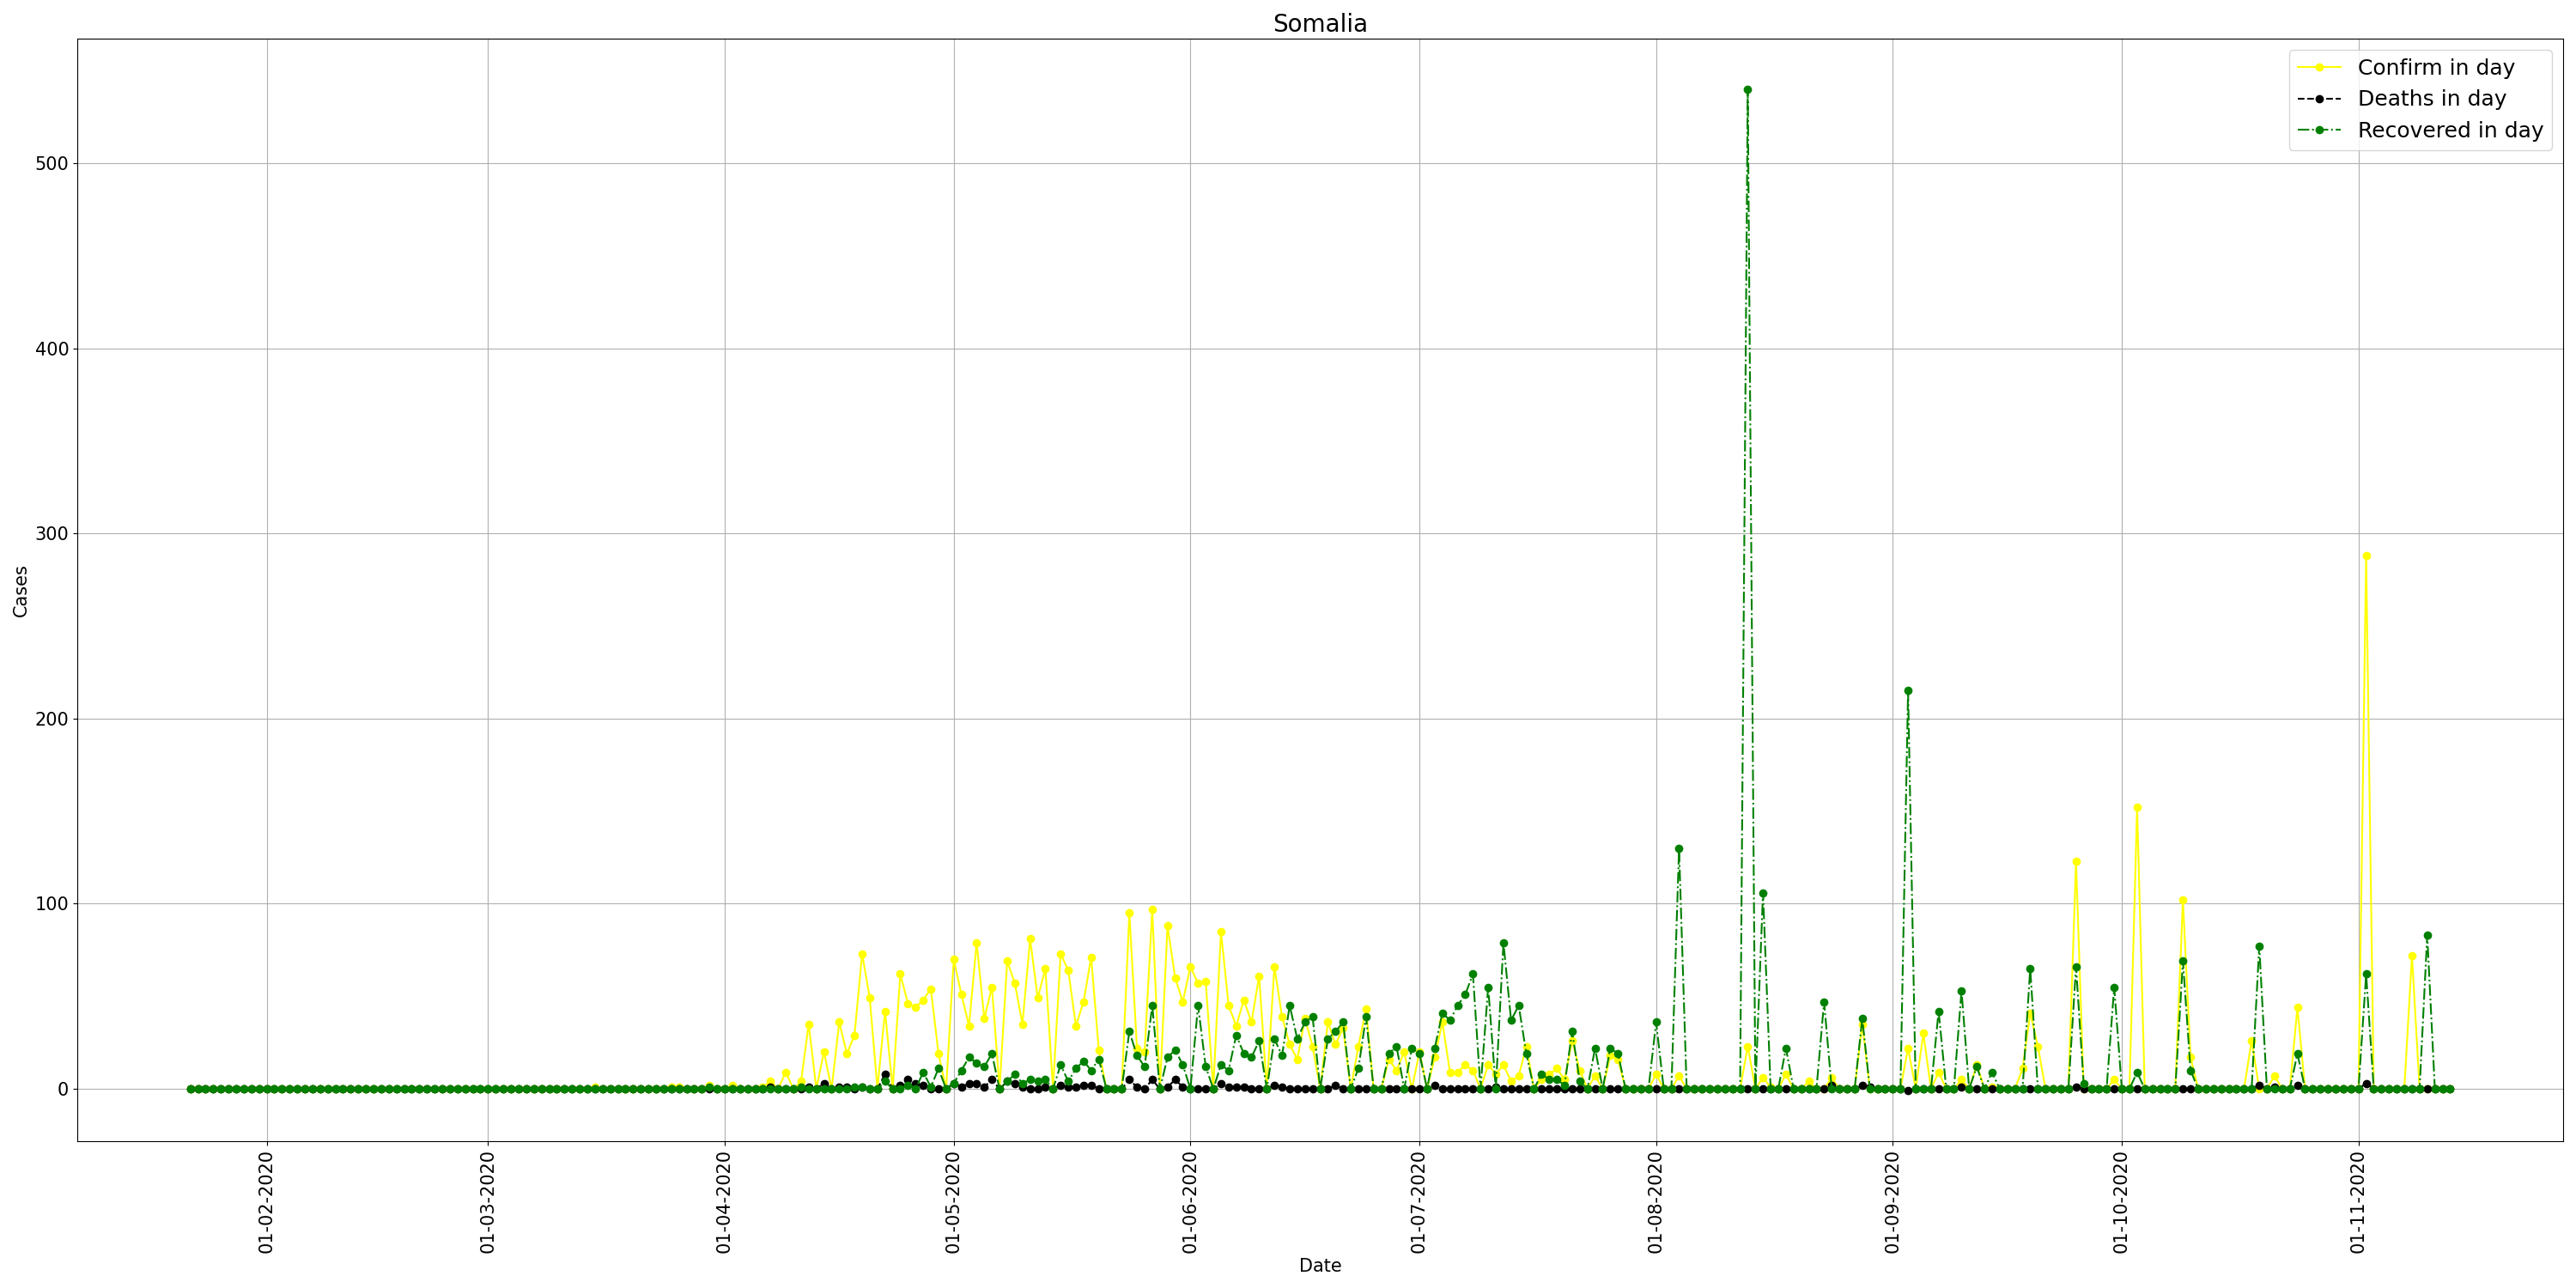 Somalia
Confirm in day
Deaths in day
Recovered in day
Cases
500
400
300
200
100
0
01-02-2020
01-03-2020
01-04-2020
01-05-2020
01-06-2020
01-07-2020
01-08-2020
01-09-2020
01-10-2020
01-11-2020
Date